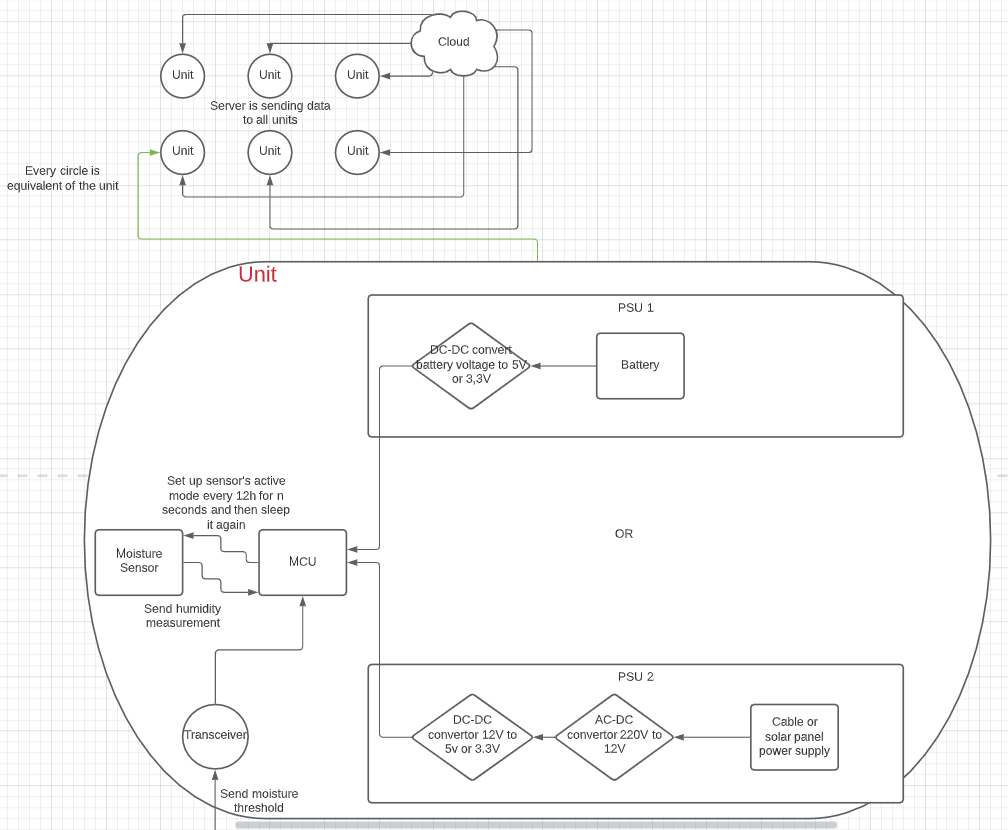 Cloud
Unit
Unit
Unit
Server is sending data
to all units
Unit
Unit
Unit
Every circle is
equivalent of the unit
Unit
PSU 1
DC-DC convert
battery voltage to 5V
or 3,3V
Battery
Set up sensor's active
mode every 12h for n
seconds and then sleep
it again
OR
Moisture
Sensor
MCU
Send humidity
measurement
PSU 2
DC-DC
convertor 12V to
5v or 3.3V
AC-DC
convertor 220V to
12V
Cable or
solar panel
power supply
Transceiver
Send moisture
threshold